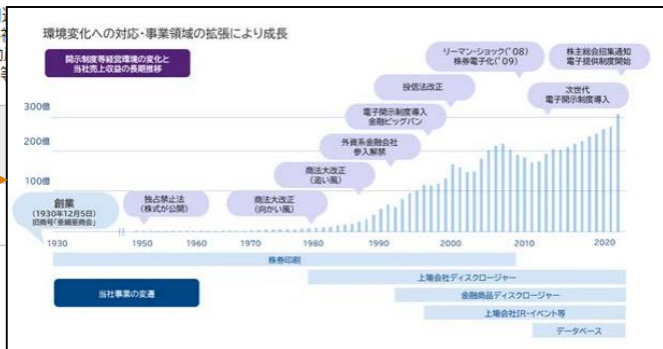 環境変化への対応・事業領域の拡張により成長
開示制度等経営環境の変化と
当社売上収益の長期推移
リーマン・ショック('08)
株券電子化('09)
株主総会招集通知
電子提供制度開始
投信法改正
次世代
電子開示制度導入
電子開示制度導入
金融ビッグバン
外資系金融会社
参入解禁
商法大改正
(追い風)
商法大改正
(向かい風)
独占禁止法
(株式が公開)
創業
(1930年12月5日)
旧商号「亜細亜商会」
300億
200億
100億
1930
1950
1960
1970
1980
1990
2000
2010
2020
当社事業の変遷
株券印刷
上場会社ディスクロージャー
金融商品ディスクロージャー
上場会社IR・イベント等
データベース